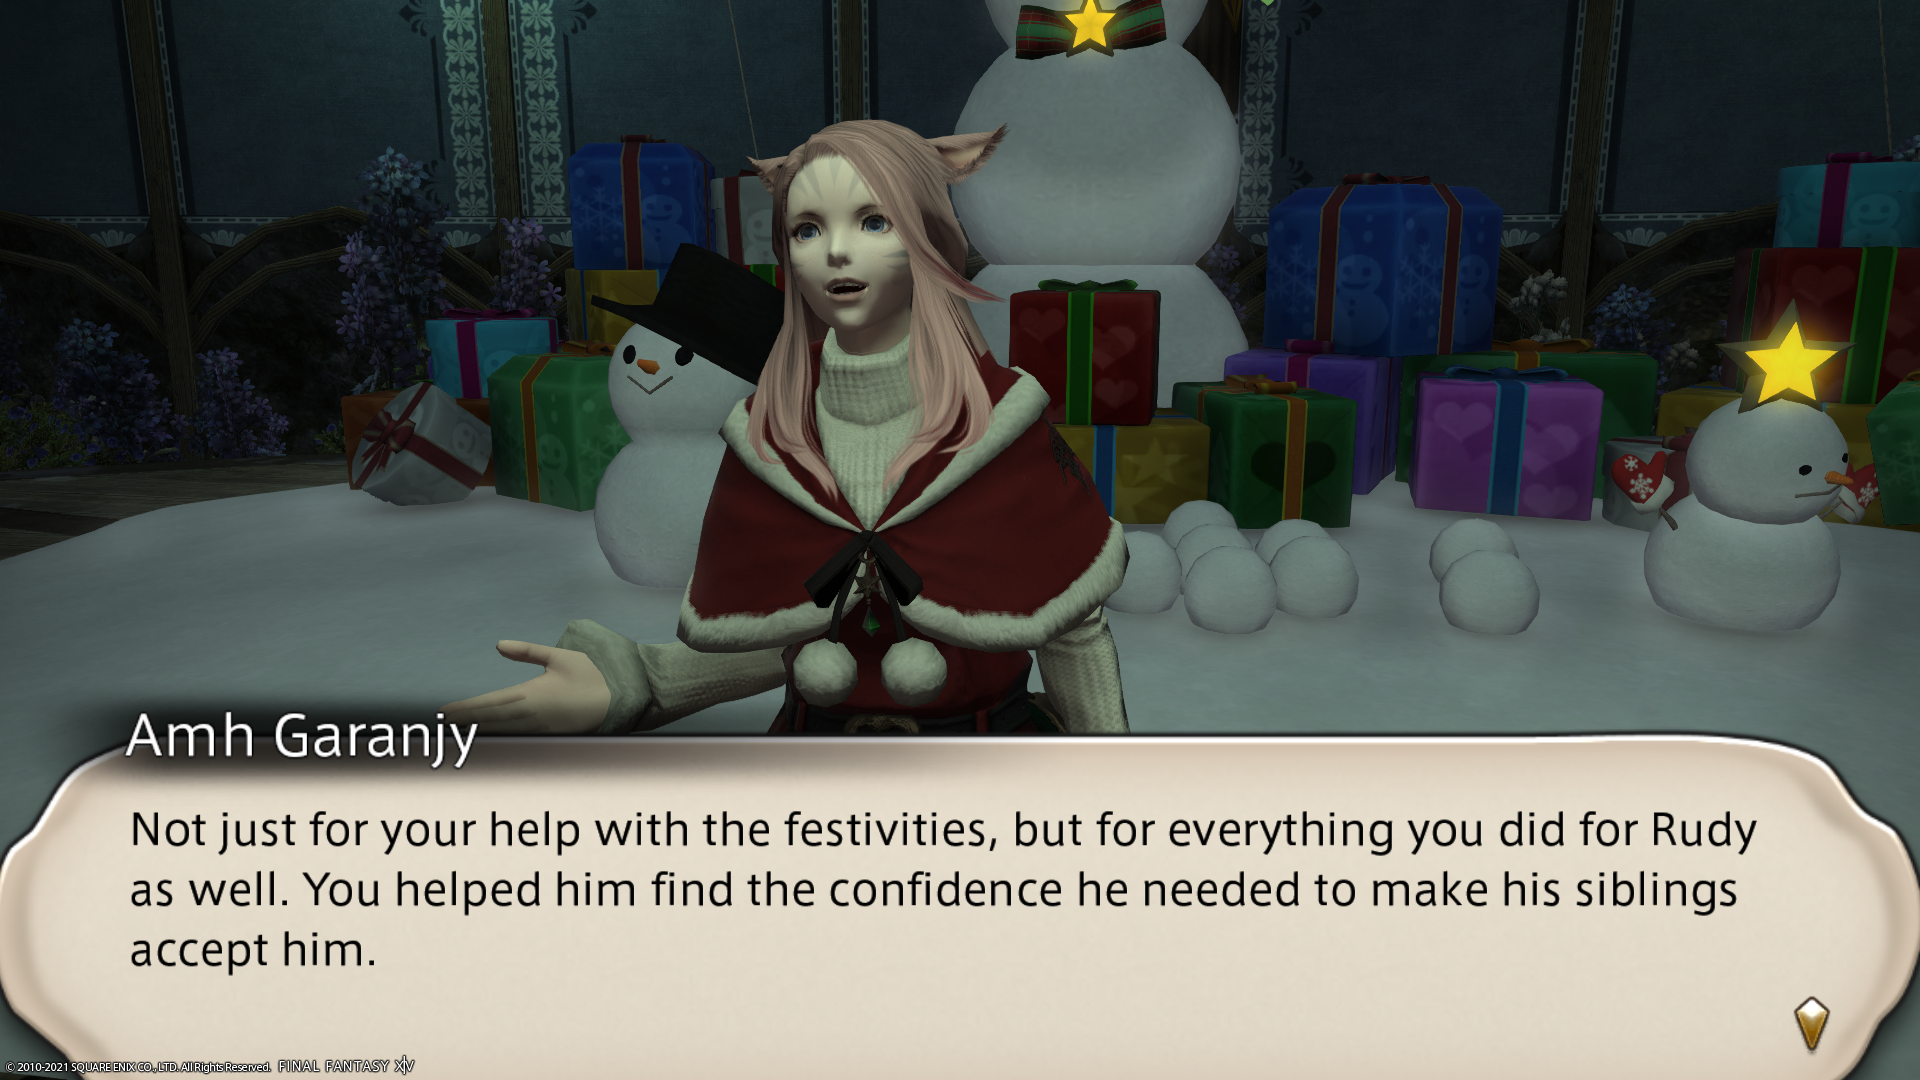 Amh Garanjy
Not just for your help with the festivities, but for everything you did for Rudy
as well. You helped him find the confidence he needed to make his siblings
accept him.
© 2010-2021 SQUARE ENIX CO., LTD. All Rights Reserved. FINAL FANTASY XIV